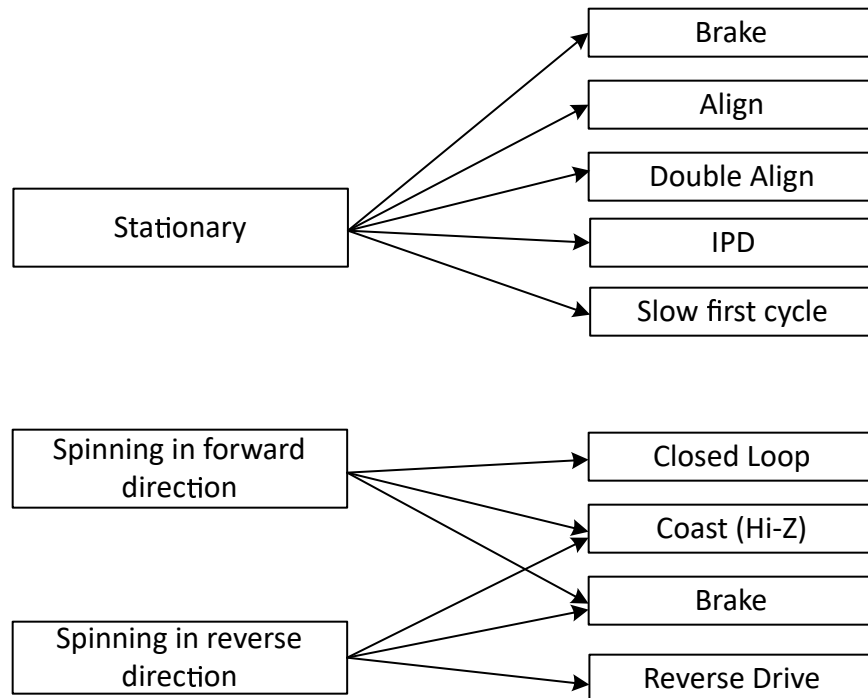 Brake
Align
Double Align
Stationary
IPD
Slow first cycle
Spinning in forward
direction
Closed Loop
Coast (Hi-Z)
Brake
Spinning in reverse
direction
Reverse Drive